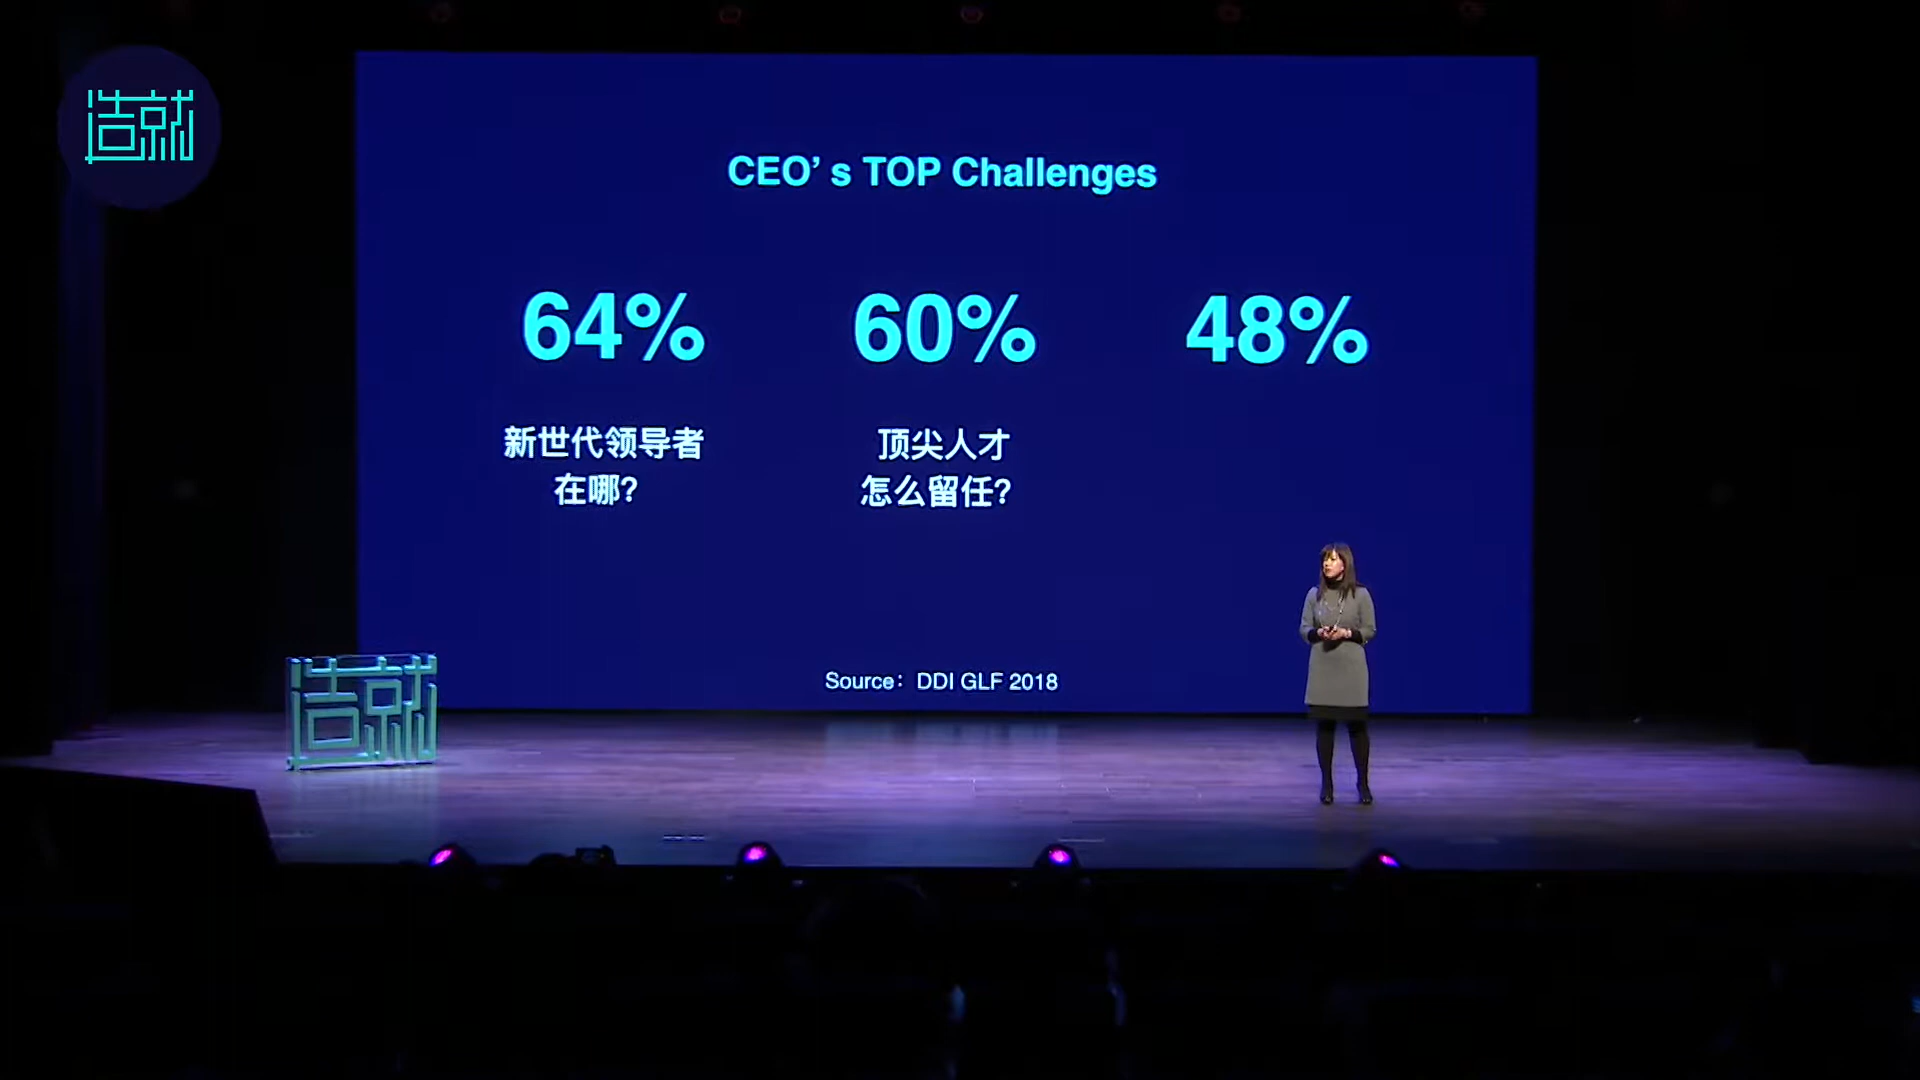 造就
CEO’ s TOP Challenges
64%
60%
48%
新世代领导者
在哪？
顶尖人才
怎么留任？
Source：DDI GLF 2018
造就